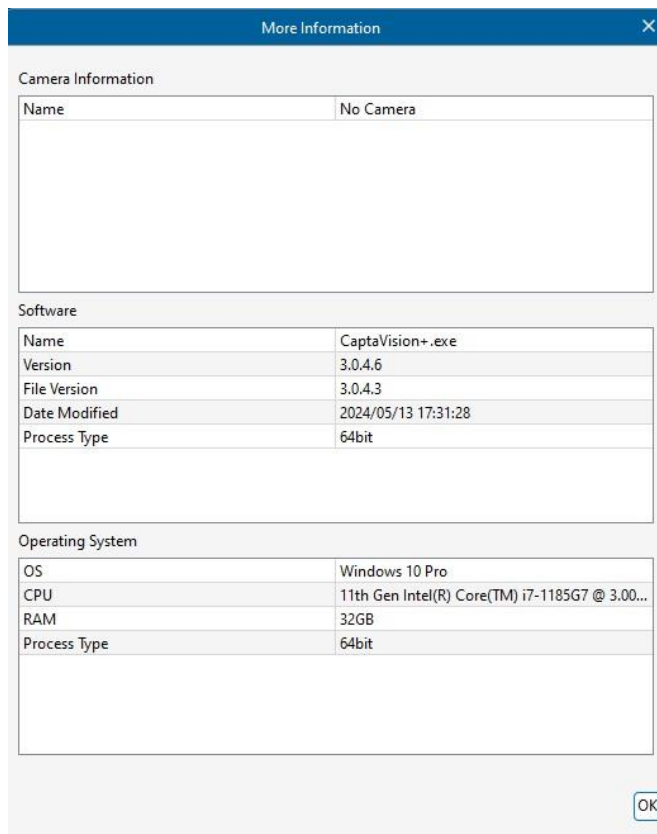 More Information
Camera Information
Name No Camera
Software
Name CaptaVision+.exe
Version 3.0.4.6
File Version 3.0.4.3
Date Modified 2024/05/13 17:31:28
Process Type 64bit
Operating System
OS Windows 10 Pro
CPU 11th Gen Intel(R) Core(TM) i7-1185G7 @ 3.00...
RAM 32GB
Process Type 64bit
OK